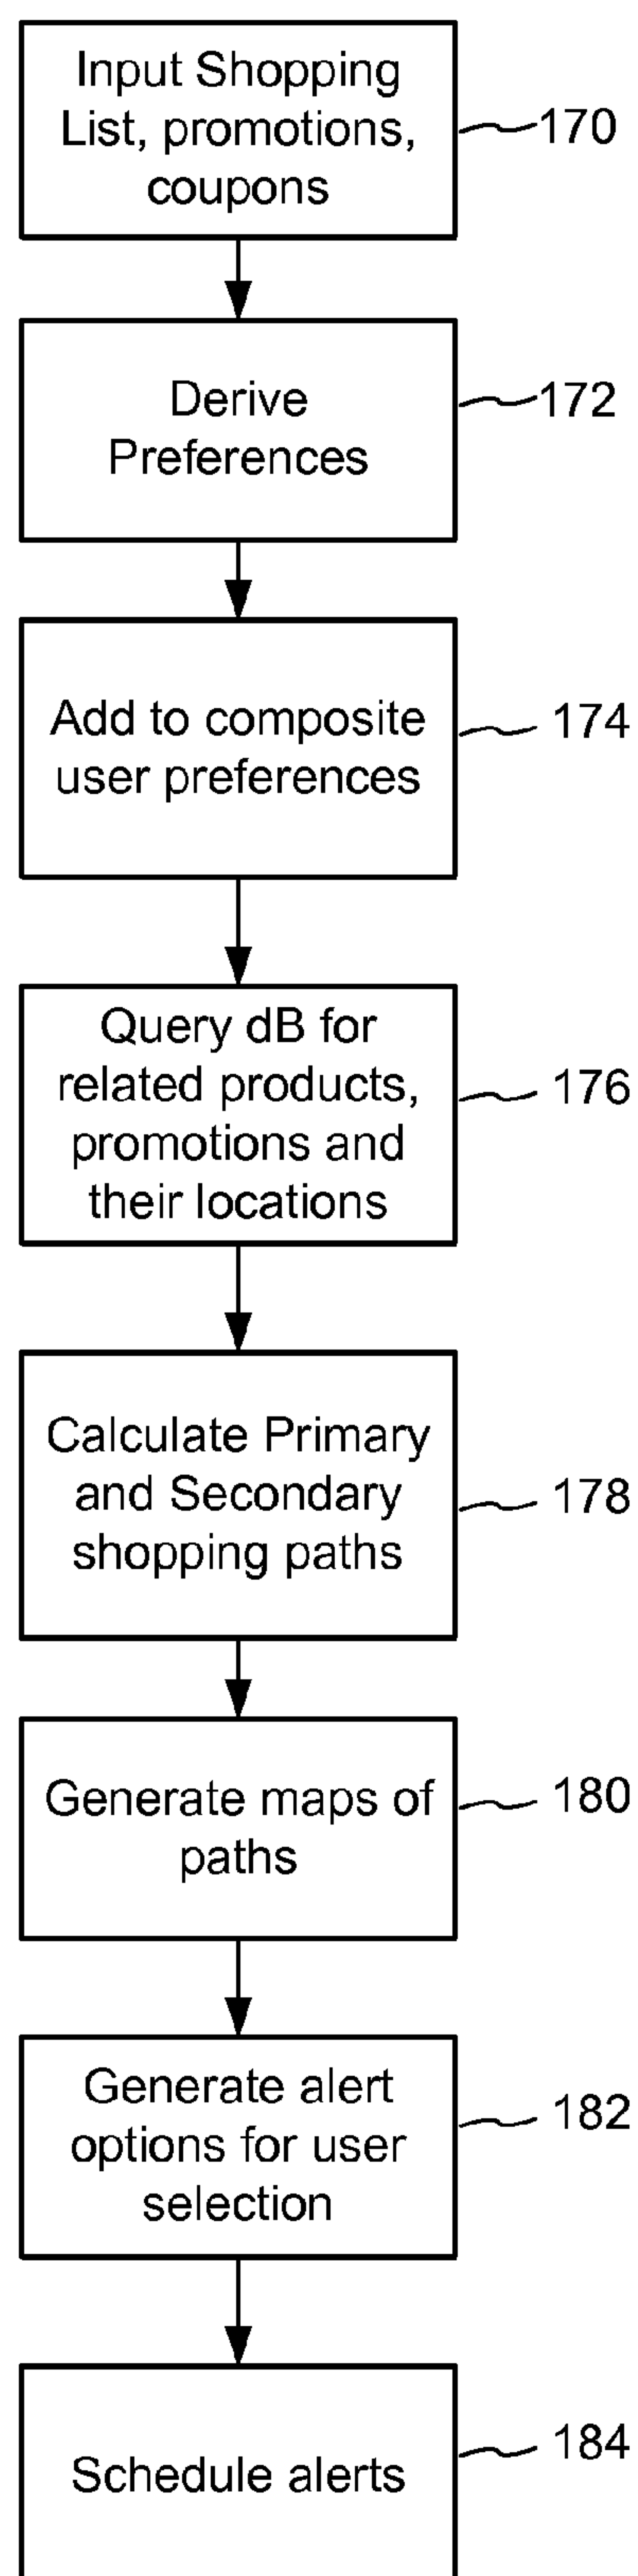 Input Shopping
List, promotions,
coupons
170
Derive
Preferences
172
Add to composite
user preferences
174
Query dB for
related products,
promotions and
their locations
176
Calculate Primary
and Secondary
shopping paths
178
Generate maps of
paths
180
Generate alert
options for user
selection
182
Schedule alerts
184